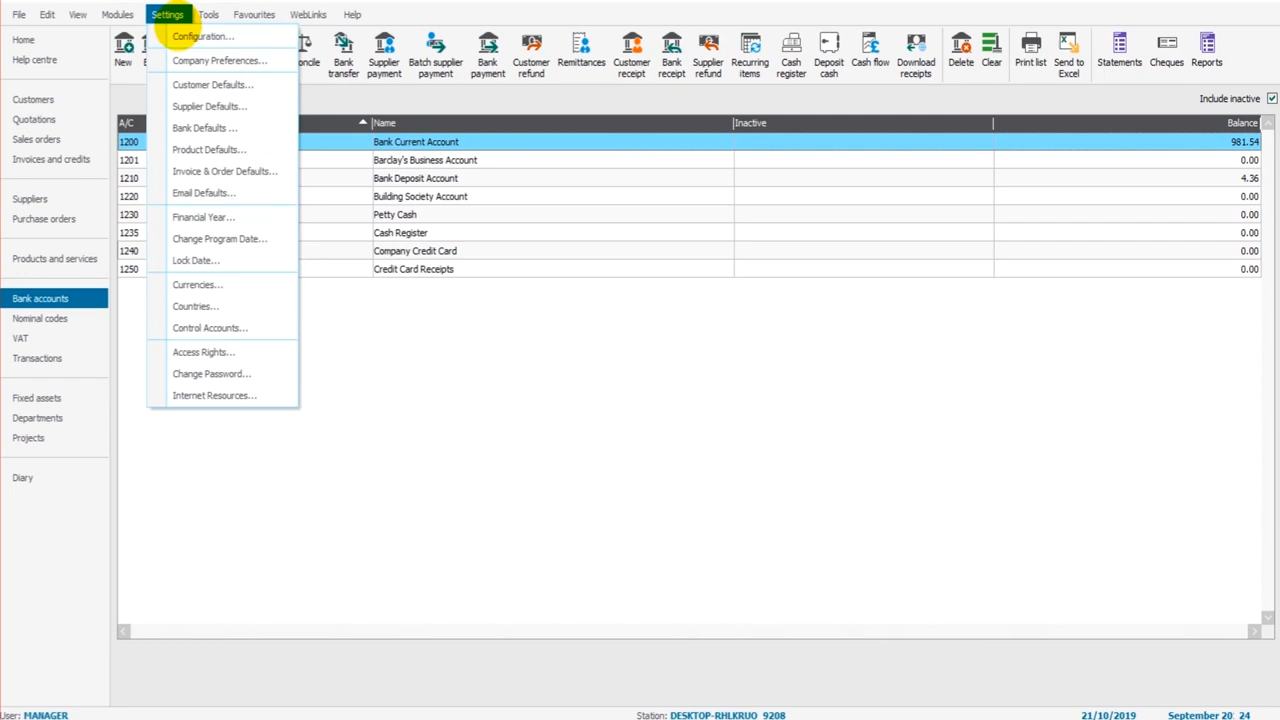 File Edit View Modules Settings Tools Favourites WebLinks Help
Home
Help centre
Customers
Quotations
Sales orders
Invoices and credits
Suppliers
Purchase orders
Products and services
Bank accounts
Nominal codes
VAT
Transactions
Fixed assets
Departments
Projects
Diary
Configuration...
Company Preferences...
Customer Defaults...
Supplier Defaults...
Bank Defaults ...
Product Defaults...
Invoice & Order Defaults...
Email Defaults...
Financial Year...
Change Program Date...
Lock Date...
Currencies...
Countries...
Control Accounts...
Access Rights...
Change Password...
Internet Resources...
New
Bank transfer
Supplier payment
Batch supplier payment
Bank payment
Customer refund
Remittances
Customer receipt
Bank receipt
Supplier refund
Recurring items
Cash register
Deposit cash
Cash flow
Download receipts
Delete
Clear
Print list
Send to Excel
Statements
Cheques
Reports
Include inactive
A/C Name Inactive Balance
1200 Bank Current Account 981.54
1201 Barclay's Business Account 0.00
1210 Bank Deposit Account 4.36
1220 Building Society Account 0.00
1230 Petty Cash 0.00
1235 Cash Register 0.00
1240 Company Credit Card 0.00
1250 Credit Card Receipts 0.00
User: MANAGER Station: DESKTOP-RHLKRUO 9208 21/10/2019 September 20 24